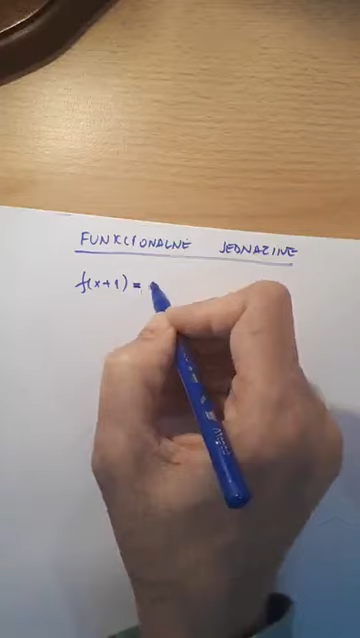 FUNKCIONALNE JEDNAČINE
f(x+1) =